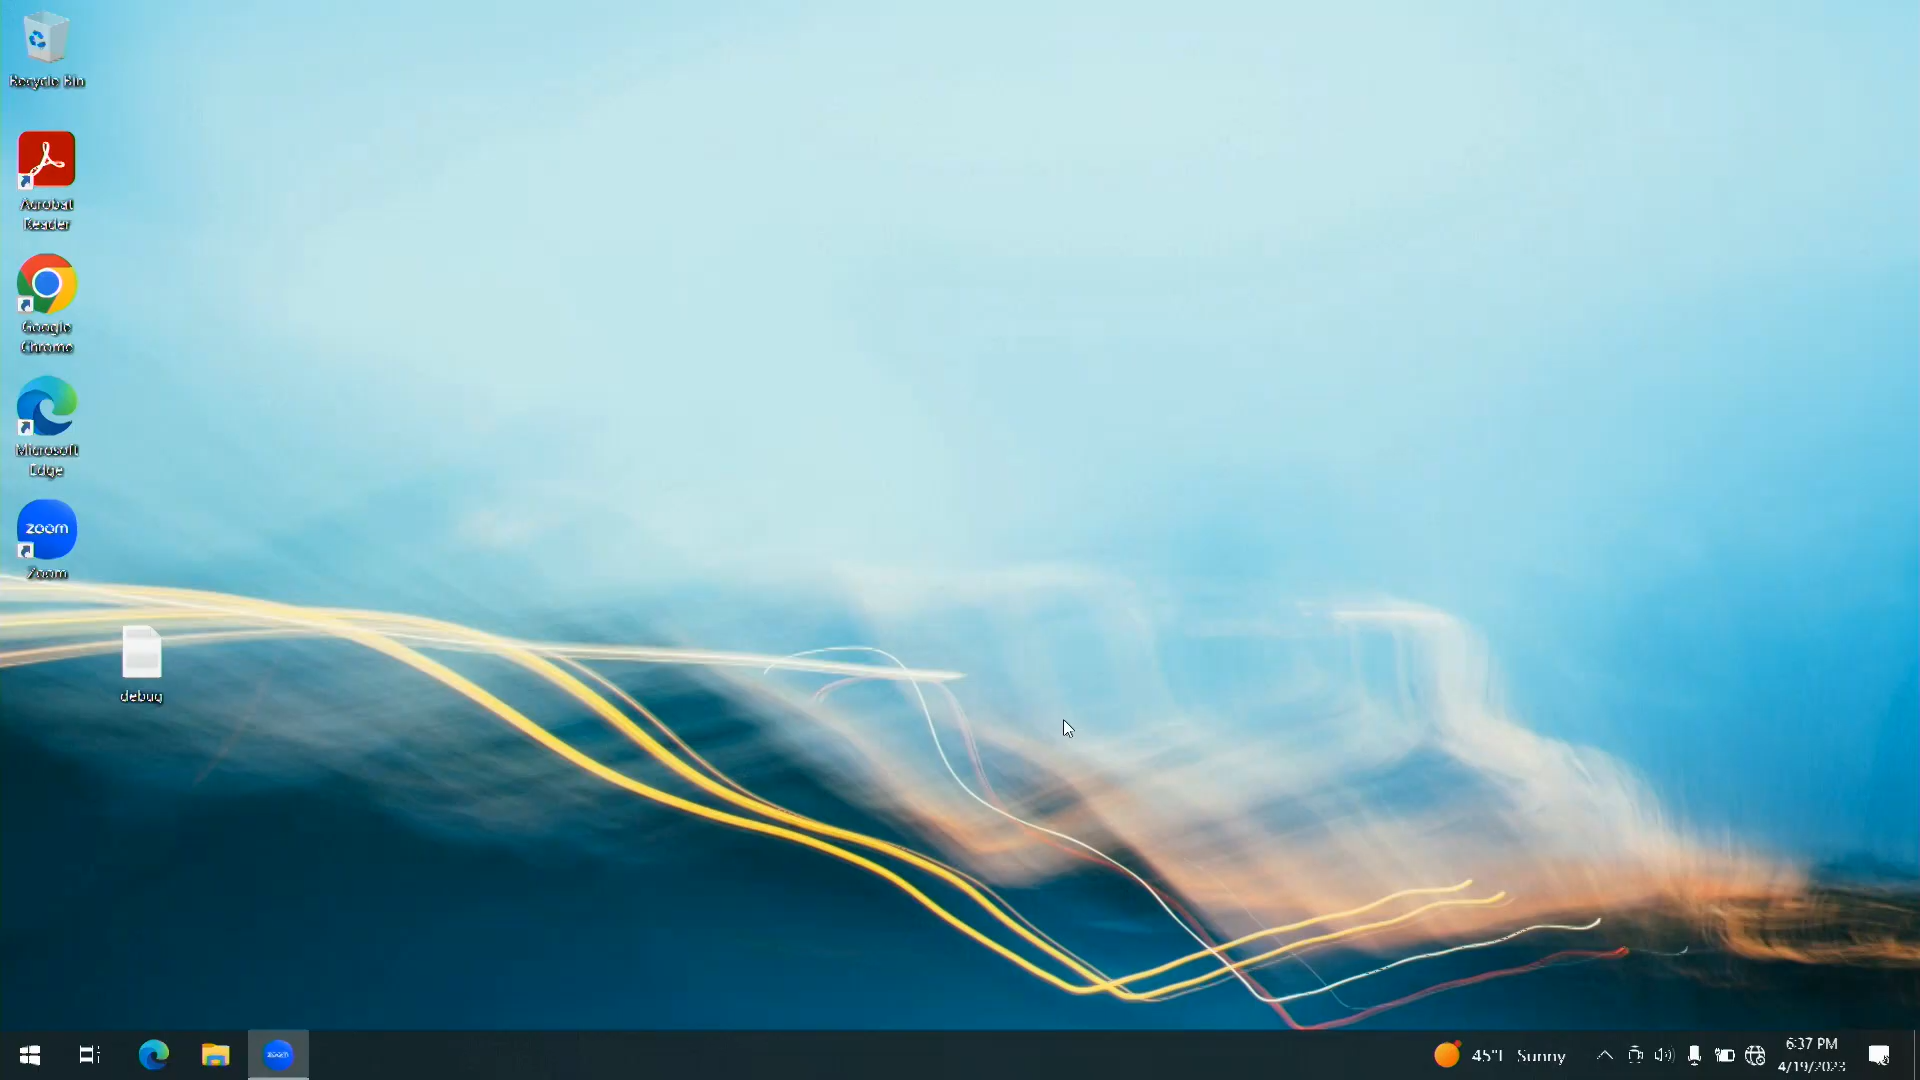 Recycle Bin
Acrobat
Reader
Google
Chrome
Microsoft
Edge
zoom
Zoom
debug
zoom
45°F Sunny
6:37 PM
4/19/2023